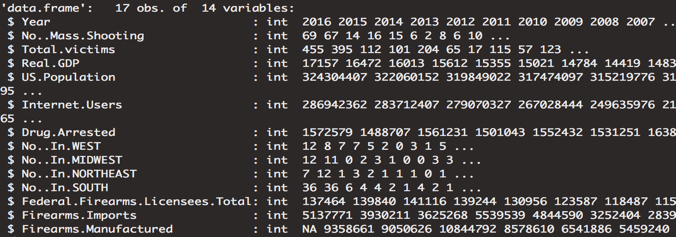 'data.frame':   17 obs. of  14 variables:
 $ Year                            : int  2016 2015 2014 2013 2012 2011 2010 2009 2008 2007 ..
 $ No..Mass.Shooting               : int  69 67 14 16 15 6 2 8 6 10 ...
 $ Total.victims                   : int  455 395 112 101 204 65 17 115 57 123 ...
 $ Real.GDP                        : int  17157 16472 16013 15612 15355 15021 14784 14419 1483
 $ US.Population                   : int  324304407 322060152 319849022 317474097 315219776 31
95 ...
 $ Internet.Users                  : int  286942362 283712407 279070327 267028444 249635976 21
65 ...
 $ Drug.Arrested                   : int  1572579 1488707 1561231 1501043 1552432 1531251 1638
 $ No..In.WEST                     : int  12 8 7 7 5 2 0 3 1 5 ...
 $ No..In.MIDWEST                  : int  12 11 0 2 3 1 0 0 3 3 ...
 $ No..In.NORTHEAST                : int  7 12 1 3 2 1 1 1 0 1 ...
 $ No..In.SOUTH                    : int  36 36 6 4 4 2 1 4 2 1 ...
 $ Federal.Firearms.Licensees.Total: int  137464 139840 141116 139244 130956 123587 118487 115
 $ Firearms.Imports                : int  5137771 3930211 3625268 5539539 4844590 3252404 2839
 $ Firearms.Manufactured           : int  NA 9358661 9050626 10844792 8578610 6541886 5459240